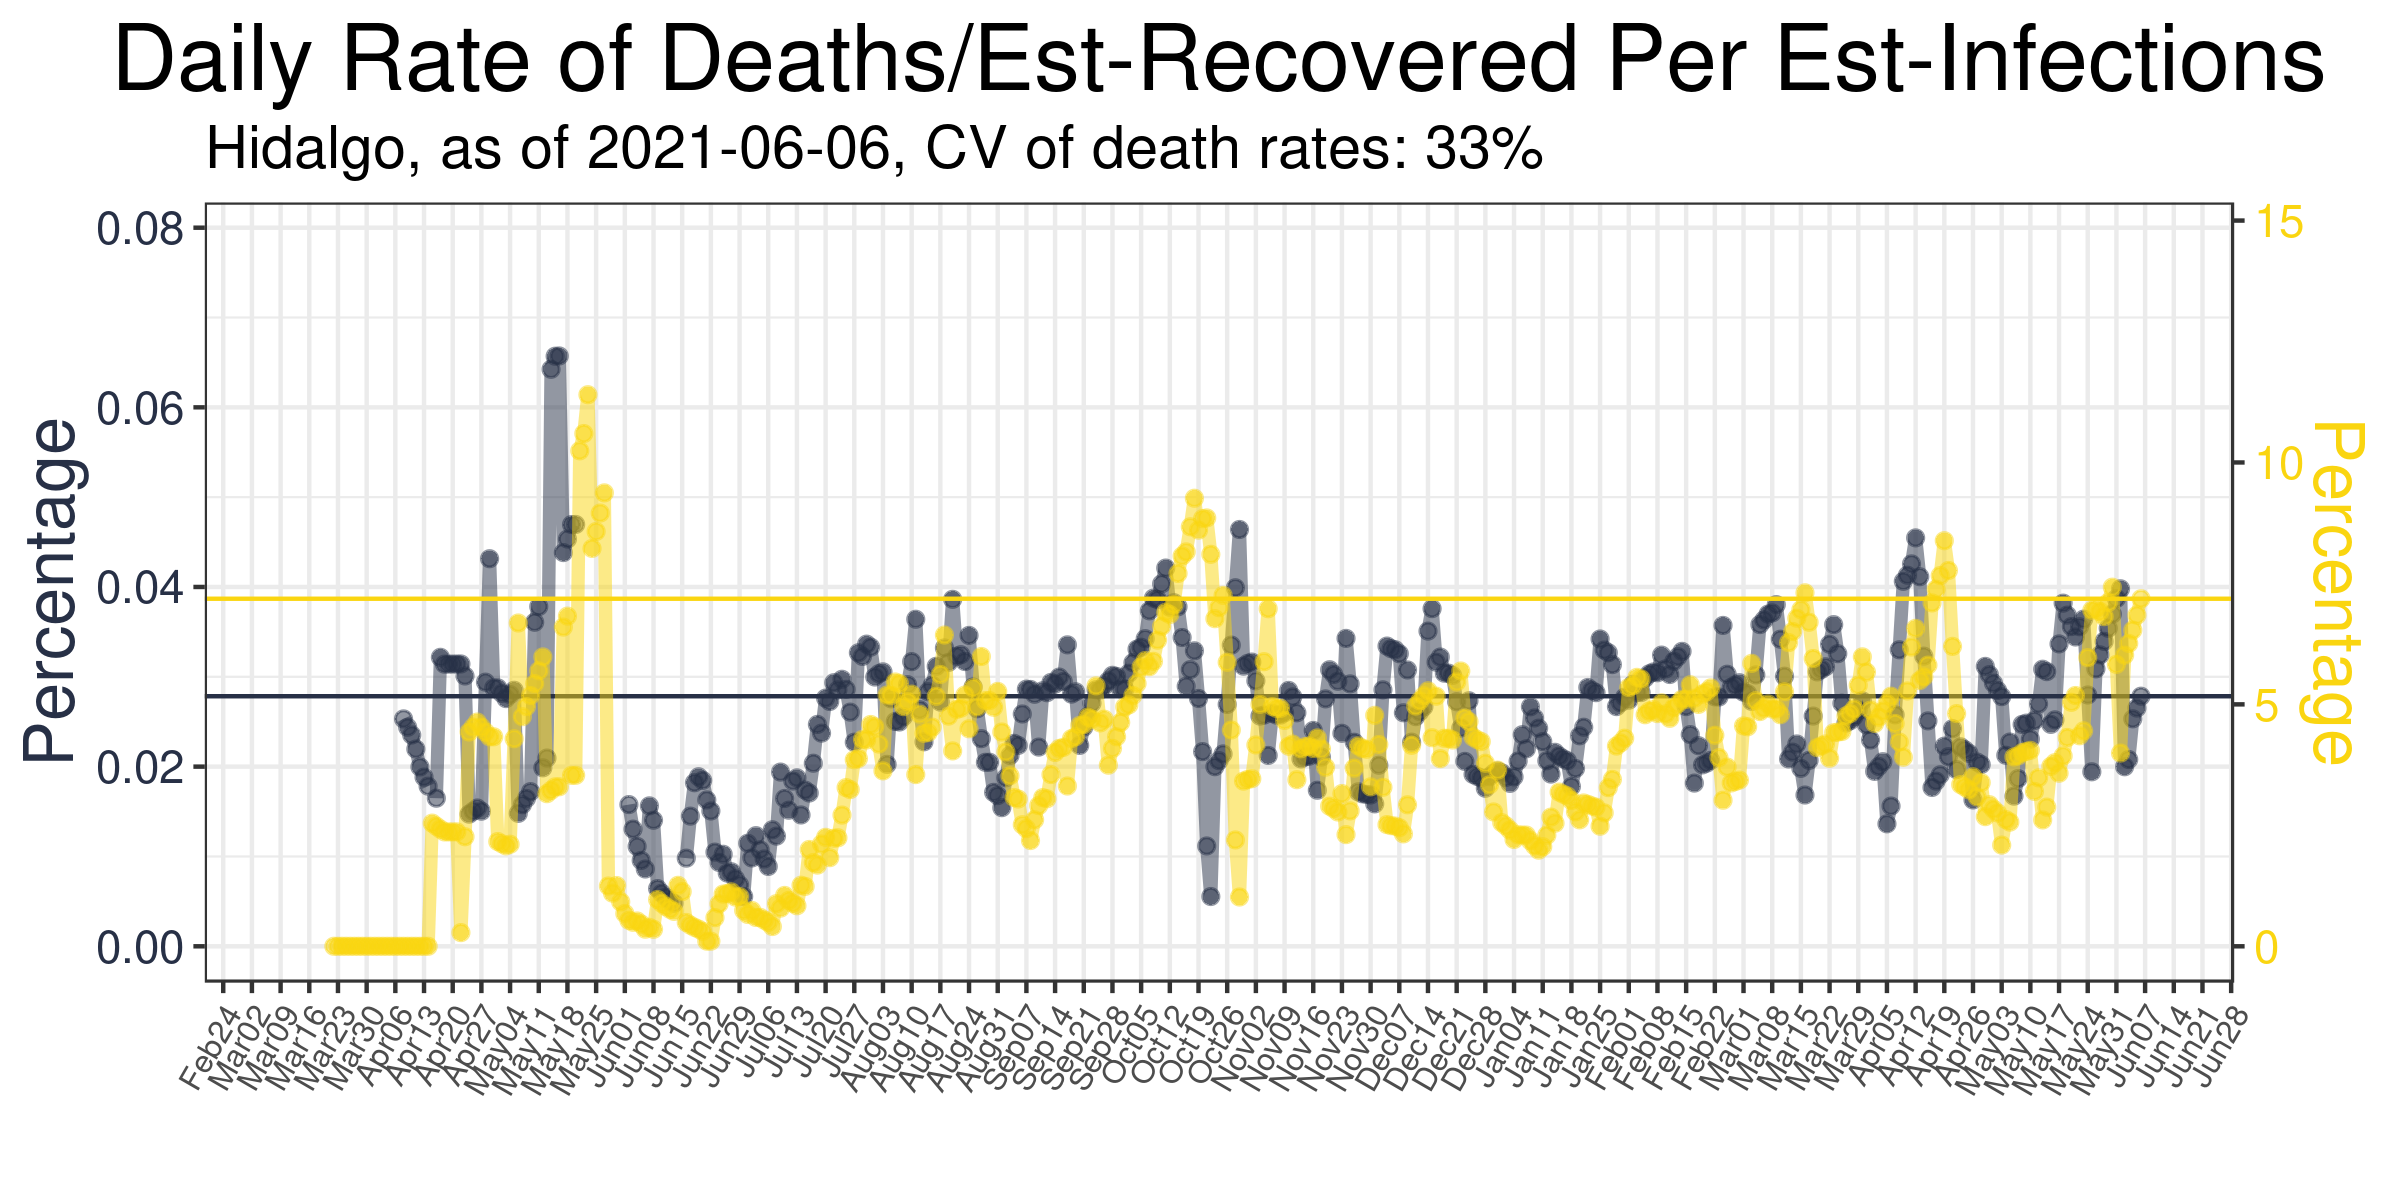 Daily Rate of Deaths/Est-Recovered Per Est-Infections
Hidalgo, as of 2021-06-06, CV of death rates: 33%
Percentage
0.08
0.06
0.04
0.02
0.00
15
10
5
0
Percentage
Feb24
Mar02
Mar09
Mar16
Mar23
Mar30
Apr06
Apr13
Apr20
Apr27
May04
May11
May18
May25
Jun01
Jun08
Jun15
Jun22
Jun29
Jul06
Jul13
Jul20
Jul27
Aug03
Aug10
Aug17
Aug24
Aug31
Sep07
Sep14
Sep21
Sep28
Oct05
Oct12
Oct19
Oct26
Nov02
Nov09
Nov16
Nov23
Nov30
Dec07
Dec14
Dec21
Dec28
Jan04
Jan11
Jan18
Jan25
Feb01
Feb08
Feb15
Feb22
Mar01
Mar08
Mar15
Mar22
Mar29
Apr05
Apr12
Apr19
Apr26
May03
May10
May17
May24
May31
Jun07
Jun14
Jun21
Jun28